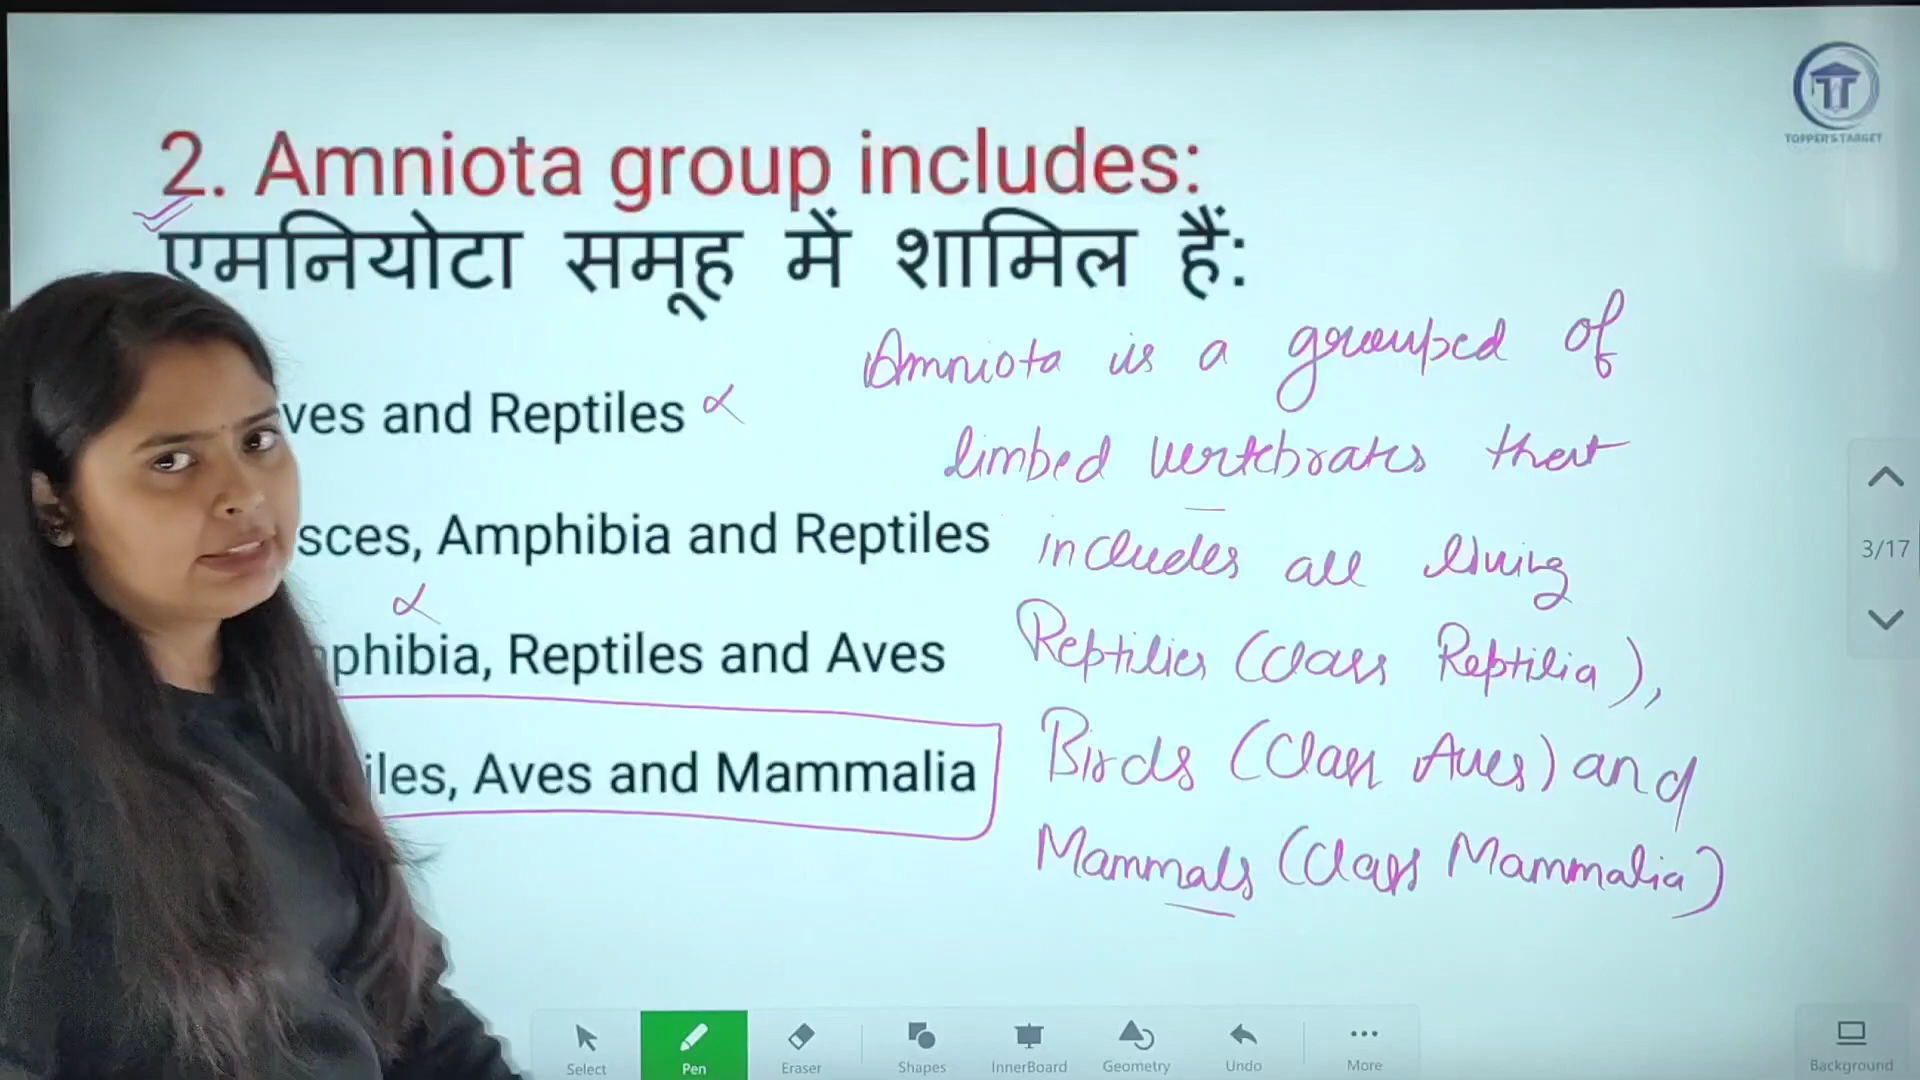 TOPPER'S TARGET
2. Amniota group includes:
एमनियोटा समूह में शामिल हैं:
ves and Reptiles
sces, Amphibia and Reptiles
phibia, Reptiles and Aves
iles, Aves and Mammalia
Amniota is a grouped of
limbed vertebrates that
includes all living
Reptilies (class Reptilia),
Birds (Class Aves) and
Mammals (Class Mammalia)
3/17
Select
Pen
Eraser
Shapes
InnerBoard
Geometry
Undo
More
Background